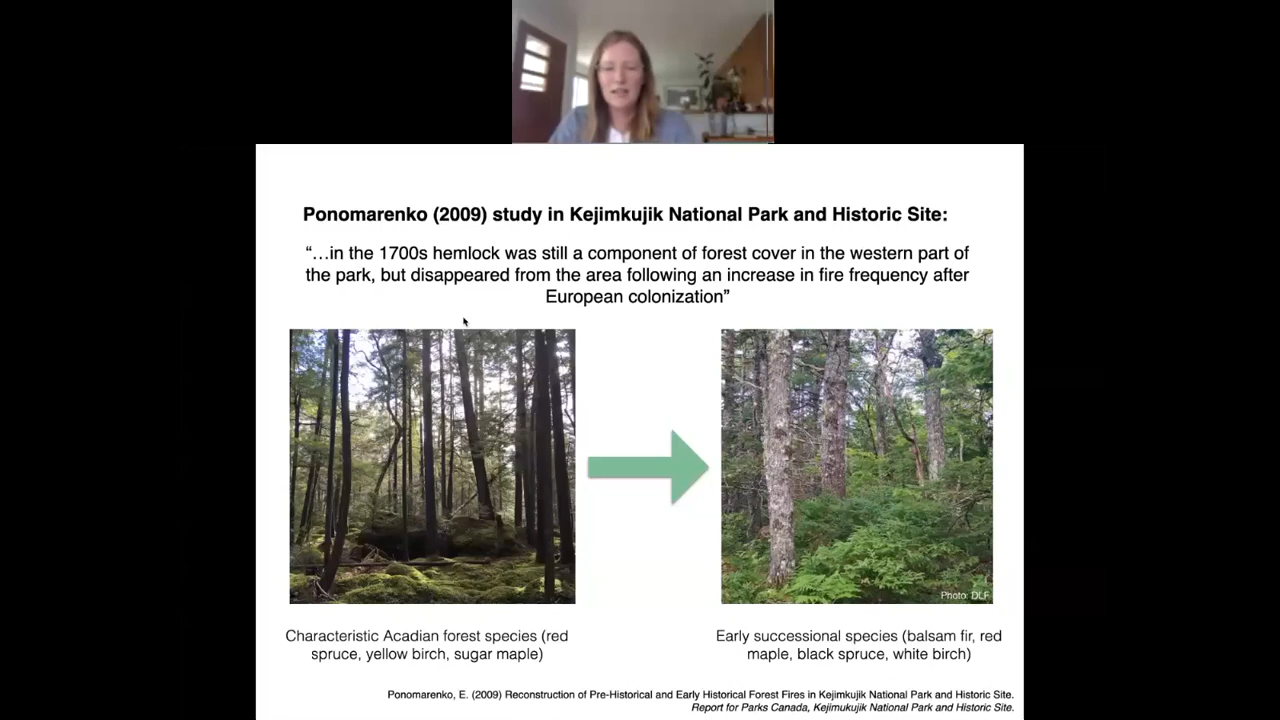 Ponomarenko (2009) study in Kejimkujik National Park and Historic Site:
“…in the 1700s hemlock was still a component of forest cover in the western part of
the park, but disappeared from the area following an increase in fire frequency after
European colonization”
Photo: DLF
Characteristic Acadian forest species (red
spruce, yellow birch, sugar maple)
Early successional species (balsam fir, red
maple, black spruce, white birch)
Ponomarenko, E. (2009) Reconstruction of Pre-Historical and Early Historical Forest Fires in Kejimkujik National Park and Historic Site.
Report for Parks Canada, Kejimukujik National Park and Historic Site.